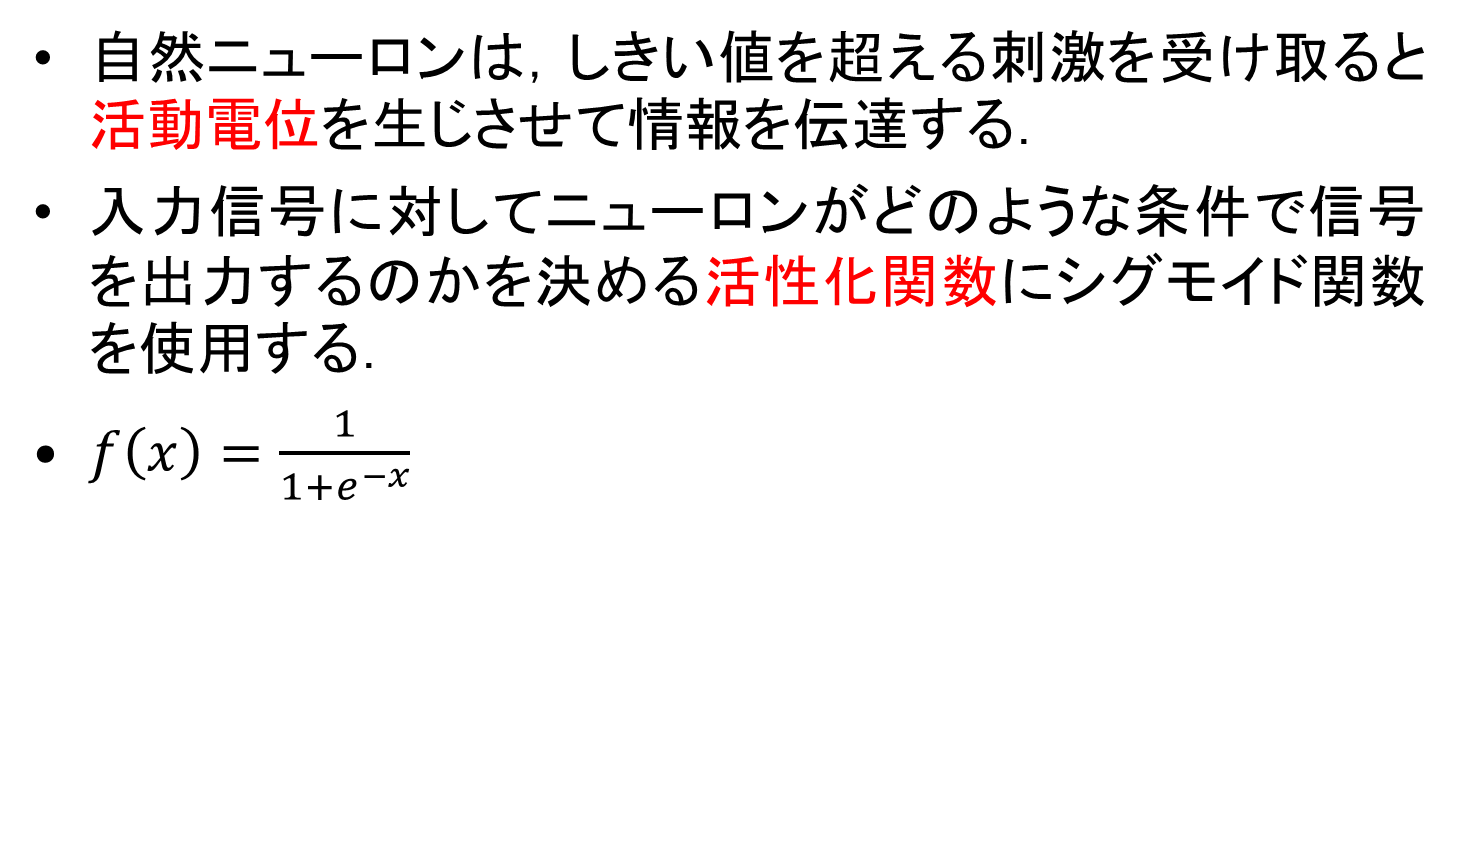 • 自然ニューロンは，しきい値を超える刺激を受け取ると
活動電位を生じさせて情報を伝達する．
• 入力信号に対してニューロンがどのような条件で信号
を出力するのかを決める活性化関数にシグモイド関数
を使用する．
• f(x) = \frac{1}{1+e^{-x}}